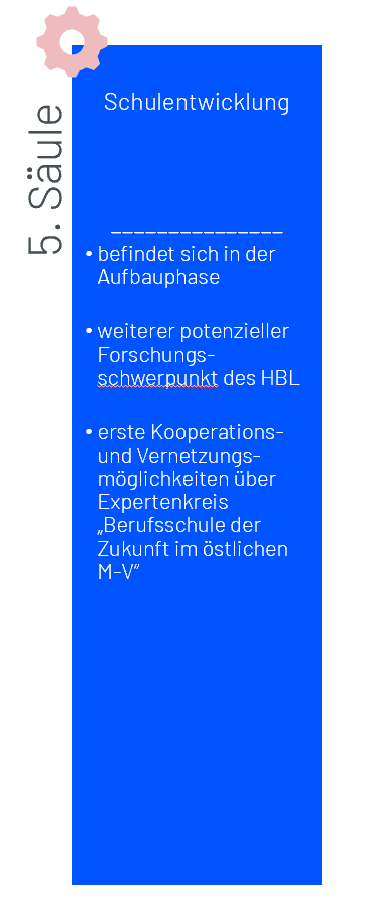 5. Säule
Schulentwicklung
_______________
• befindet sich in der
Aufbauphase
• weiterer potenzieller
Forschungs-
schwerpunkt des HBL
• erste Kooperations-
und Vernetzungs-
möglichkeiten über
Expertenkreis
„Berufsschule der
Zukunft im östlichen
M-V“